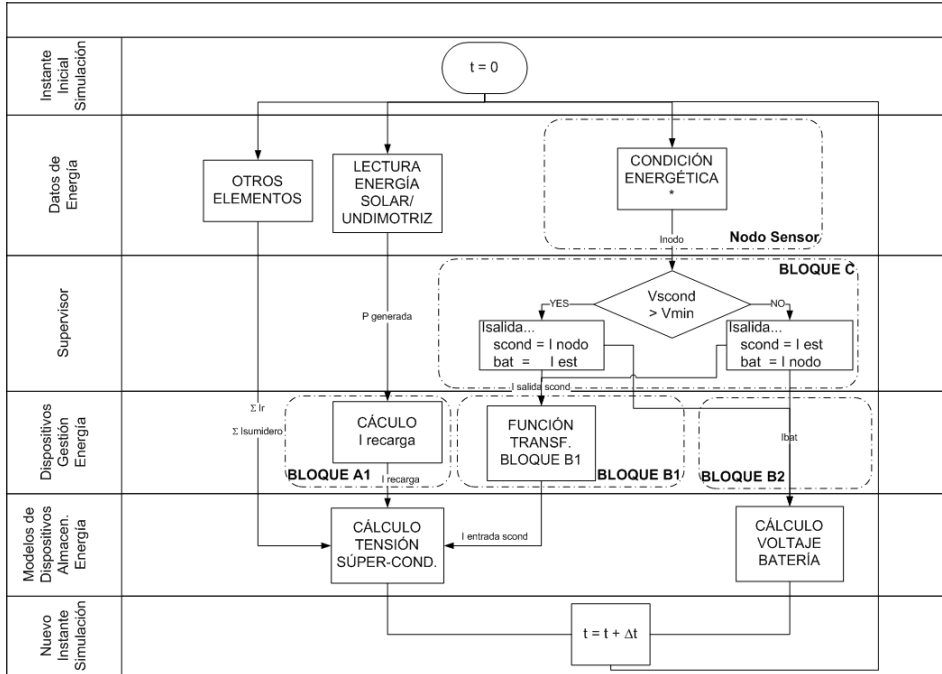 Instante
Inicial
Simulación
t = 0
Datos de
Energía
OTROS
ELEMENTOS
LECTURA
ENERGÍA
SOLAR/
UNDIMOTRIZ
CONDICIÓN
ENERGÉTICA
*
Inodo
Nodo Sensor
Supervisor
BLOQUE C
Vscond
> Vmin
YES
NO
P generada
Isalida...
scond = I nodo
bat = I est
Isalida...
scond = I est
bat = I nodo
I salida scond
Dispositivos
Gestión
Energía
Σ Ir
Σ Isumidero
CÁCULO
I recarga
BLOQUE A1
I recarga
FUNCIÓN
TRANSF.
BLOQUE B1
BLOQUE B1
Ibat
BLOQUE B2
Modelos de
Dispositivos
Almacen.
Energía
CÁLCULO
TENSIÓN
SÚPER-COND.
I entrada scond
CÁLCULO
VOLTAJE
BATERÍA
Nuevo
Instante
Simulación
t = t + Δt